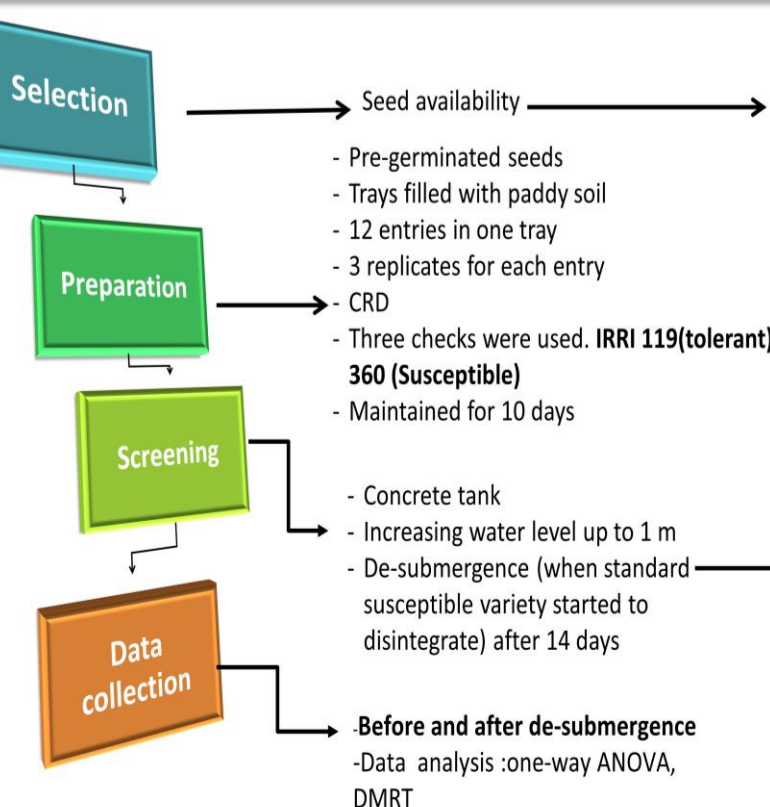 Selection
Seed availability
- Pre-germinated seeds
- Trays filled with paddy soil
- 12 entries in one tray
- 3 replicates for each entry
Preparation
- CRD
- Three checks were used. IRRI 119(tolerant)
360 (Susceptible)
- Maintained for 10 days
Screening
- Concrete tank
- Increasing water level up to 1 m
- De-submergence (when standard
susceptible variety started to
disintegrate) after 14 days
Data
collection
-Before and after de-submergence
-Data analysis :one-way ANOVA,
DMRT